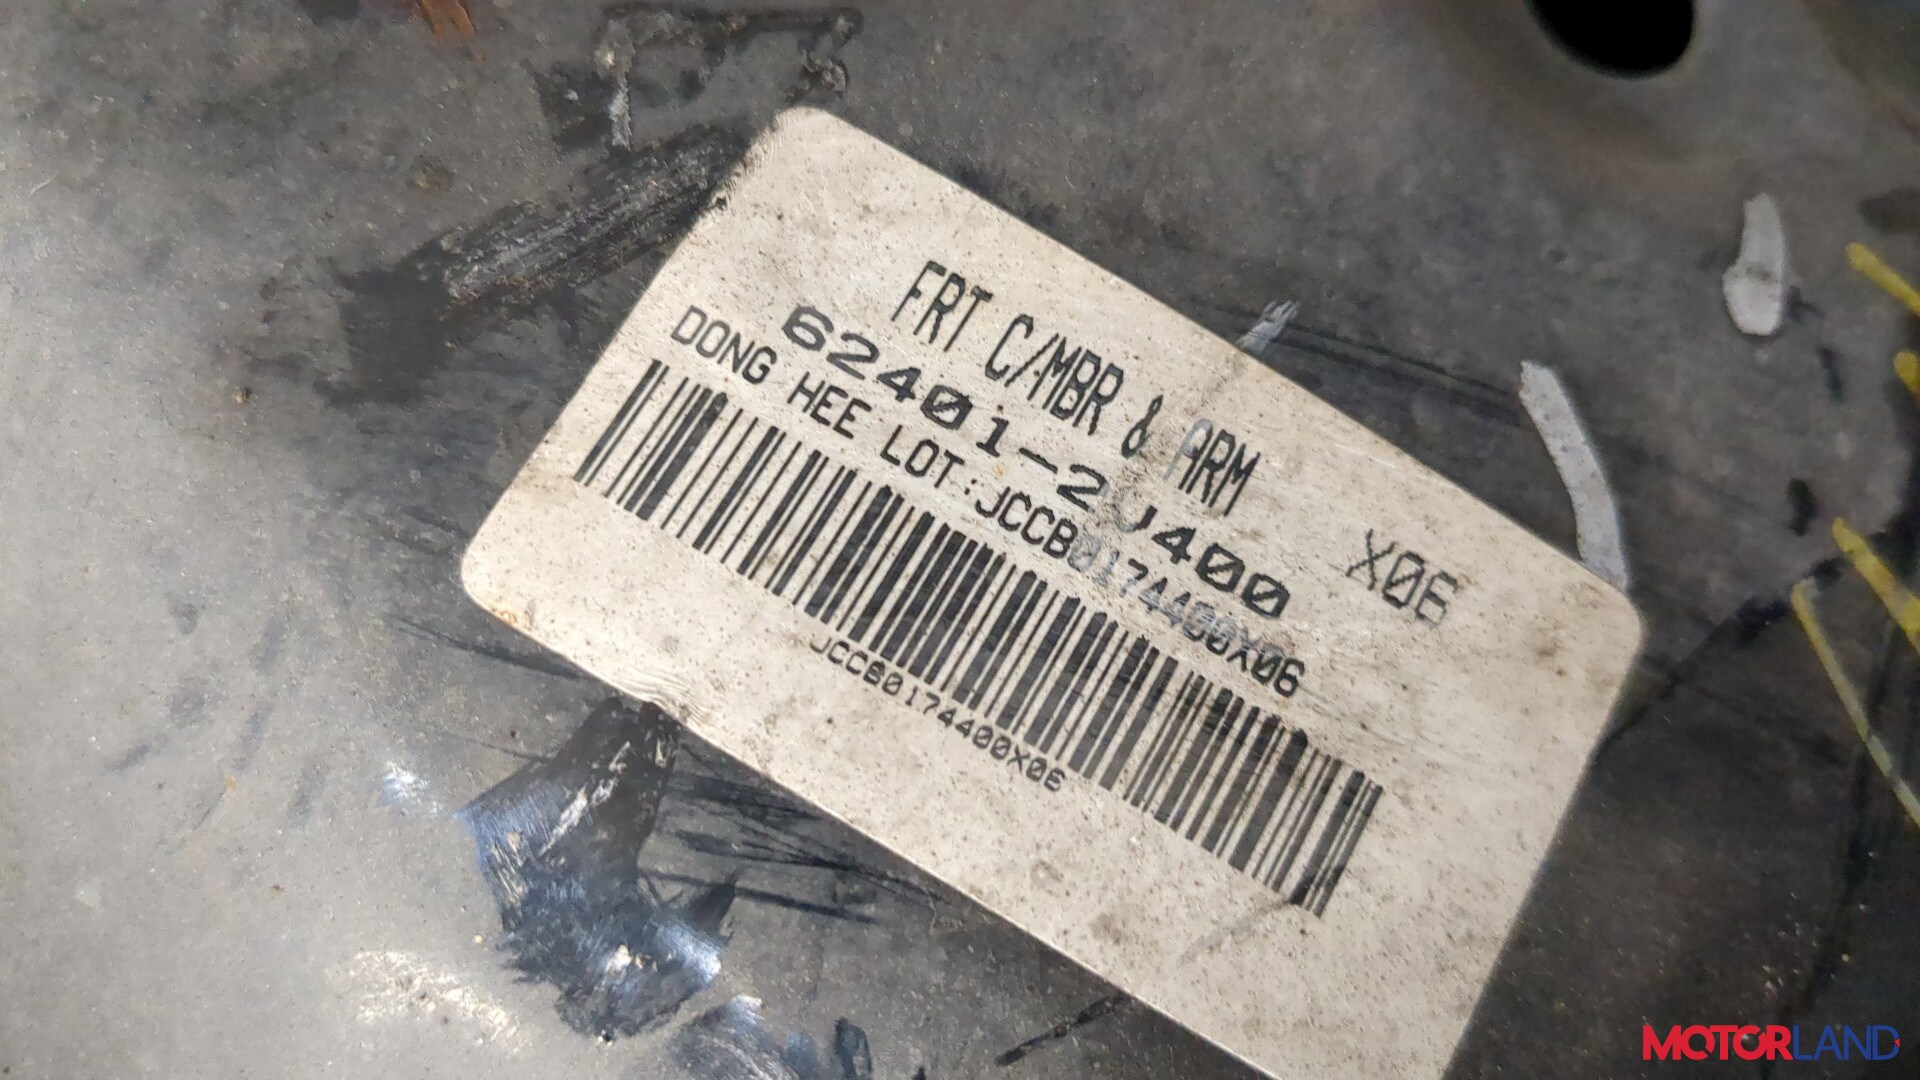 FRT C/MBR & ARM
62401-2J400
X06
DONG HEE LOT:JCCB0174400X06
JCCB0174400X06
MOTORLAND